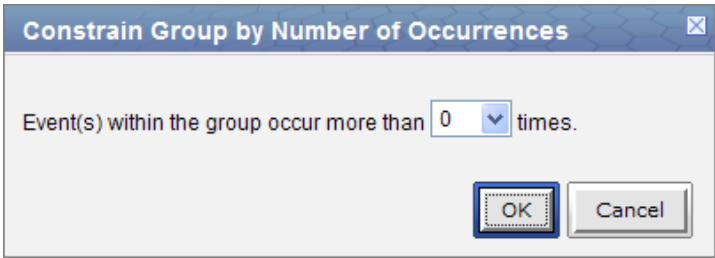 Constrain Group by Number of Occurrences
Event(s) within the group occur more than 0 times.
OK Cancel